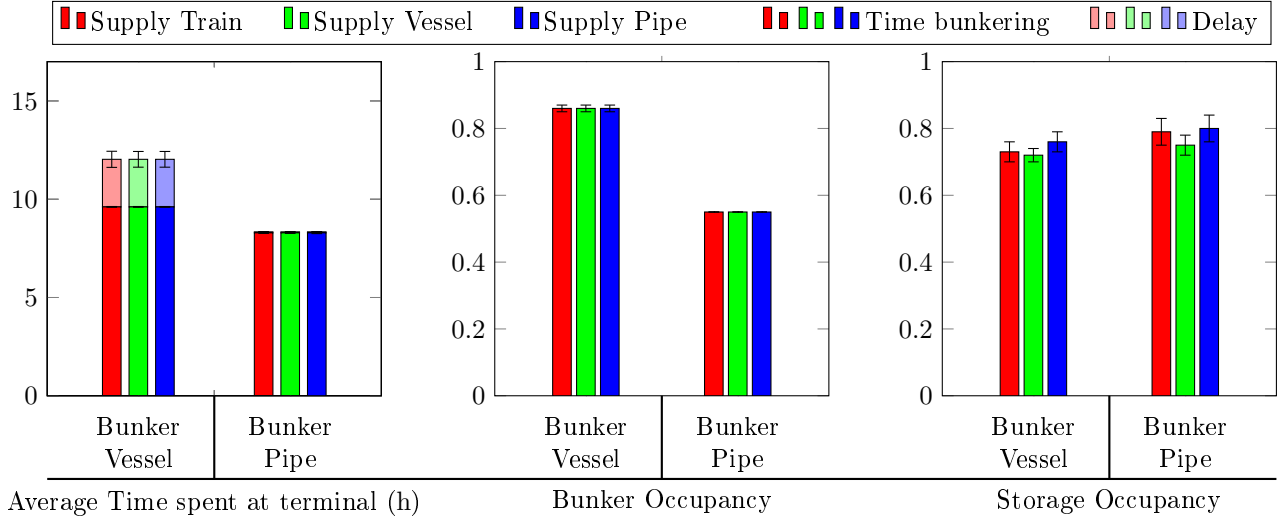 Supply Train Supply Vessel Supply Pipe Time bunkering Delay
15
10
5
0
Bunker Vessel
Bunker Pipe
Average Time spent at terminal (h)
1
0.8
0.6
0.4
0.2
0
Bunker Vessel
Bunker Pipe
Bunker Occupancy
1
0.8
0.6
0.4
0.2
0
Bunker Vessel
Bunker Pipe
Storage Occupancy